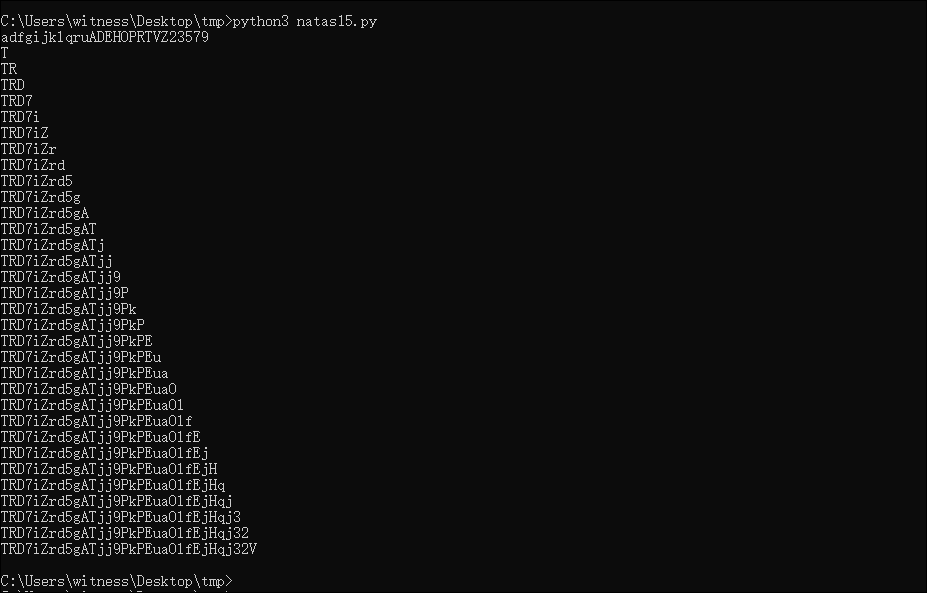 C:\Users\witness\Desktop\tmp>python3 natas15.py
adfgijklqruADEHOPRTVZ23579
T
TR
TRD
TRD7
TRD7i
TRD7iZ
TRD7iZr
TRD7iZrd
TRD7iZrd5
TRD7iZrd5g
TRD7iZrd5gA
TRD7iZrd5gAT
TRD7iZrd5gATj
TRD7iZrd5gATjj
TRD7iZrd5gATjj9
TRD7iZrd5gATjj9P
TRD7iZrd5gATjj9Pk
TRD7iZrd5gATjj9PkP
TRD7iZrd5gATjj9PkPE
TRD7iZrd5gATjj9PkPEu
TRD7iZrd5gATjj9PkPEua
TRD7iZrd5gATjj9PkPEuaO
TRD7iZrd5gATjj9PkPEuaOl
TRD7iZrd5gATjj9PkPEuaOlf
TRD7iZrd5gATjj9PkPEuaOlfE
TRD7iZrd5gATjj9PkPEuaOlfEj
TRD7iZrd5gATjj9PkPEuaOlfEjH
TRD7iZrd5gATjj9PkPEuaOlfEjHq
TRD7iZrd5gATjj9PkPEuaOlfEjHqj
TRD7iZrd5gATjj9PkPEuaOlfEjHqj3
TRD7iZrd5gATjj9PkPEuaOlfEjHqj32
TRD7iZrd5gATjj9PkPEuaOlfEjHqj32V
C:\Users\witness\Desktop\tmp>